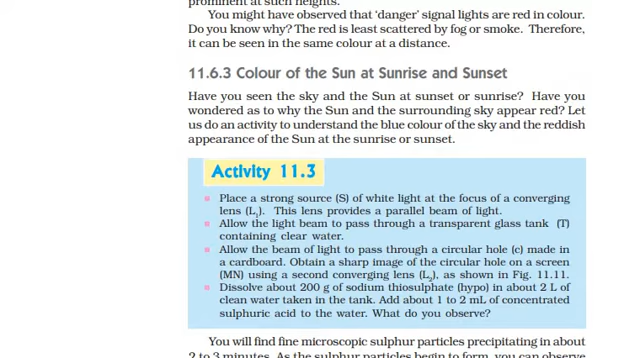 prominent at such heights.
You might have observed that ‘danger’ signal lights are red in colour.
Do you know why? The red is least scattered by fog or smoke. Therefore,
it can be seen in the same colour at a distance.
11.6.3 Colour of the Sun at Sunrise and Sunset
Have you seen the sky and the Sun at sunset or sunrise? Have you
wondered as to why the Sun and the surrounding sky appear red? Let
us do an activity to understand the blue colour of the sky and the reddish
appearance of the Sun at the sunrise or sunset.
Activity 11.3
Place a strong source (S) of white light at the focus of a converging
lens (L₁). This lens provides a parallel beam of light.
Allow the light beam to pass through a transparent glass tank (T)
containing clear water.
Allow the beam of light to pass through a circular hole (c) made in
a cardboard. Obtain a sharp image of the circular hole on a screen
(MN) using a second converging lens (L₂), as shown in Fig. 11.11.
Dissolve about 200 g of sodium thiosulphate (hypo) in about 2 L of
clean water taken in the tank. Add about 1 to 2 mL of concentrated
sulphuric acid to the water. What do you observe?
You will find fine microscopic sulphur particles precipitating in about
2 to 3 minutes. As the sulphur particles begin to form, you can observe